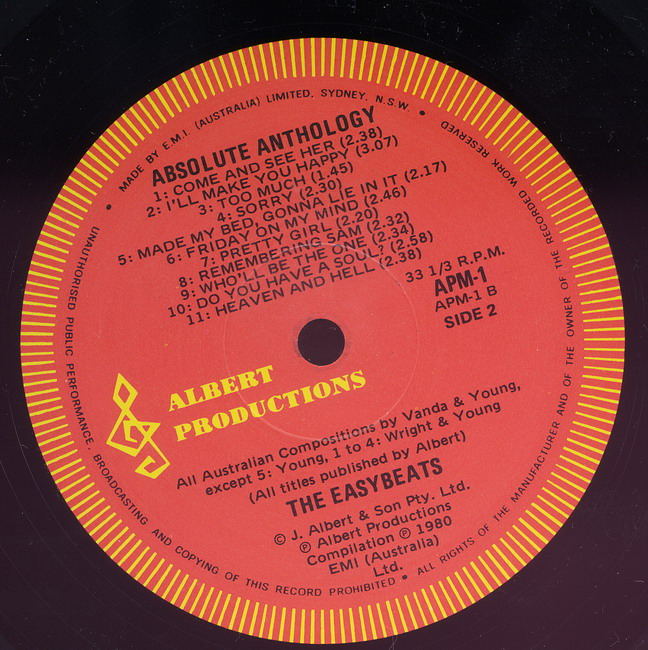 MADE BY E.M.I. (AUSTRALIA) LIMITED, SYDNEY, N.S.W. •
ABSOLUTE ANTHOLOGY
1: COME AND SEE HER (2.38)
2: I'LL MAKE YOU HAPPY (3.07)
3: TOO MUCH (1.45)
4: SORRY (2.30)
5: MADE MY BED, GONNA LIE IN IT (2.17)
6: FRIDAY ON MY MIND (2.46)
7: PRETTY GIRL (2.20)
8: REMEMBERING SAM (2.32)
9: WHO'LL BE THE ONE (2.34)
10: DO YOU HAVE A SOUL? (2.58)
11: HEAVEN AND HELL (2.38)
33 1/3 R.P.M.
APM-1
APM-1 B
SIDE 2
ALBERT
PRODUCTIONS
All Australian Compositions by Vanda & Young,
except 5: Young, 1 to 4: Wright & Young
(All titles published by Albert)
THE EASYBEATS
© J. Albert & Son Pty. Ltd.
℗ Albert Productions
Compilation ℗ 1980
EMI (Australia)
Ltd.
• UNAUTHORISED PUBLIC PERFORMANCE, BROADCASTING AND COPYING OF THIS RECORD PROHIBITED • ALL RIGHTS OF THE MANUFACTURER AND OF THE OWNER OF THE RECORDED WORK RESERVED